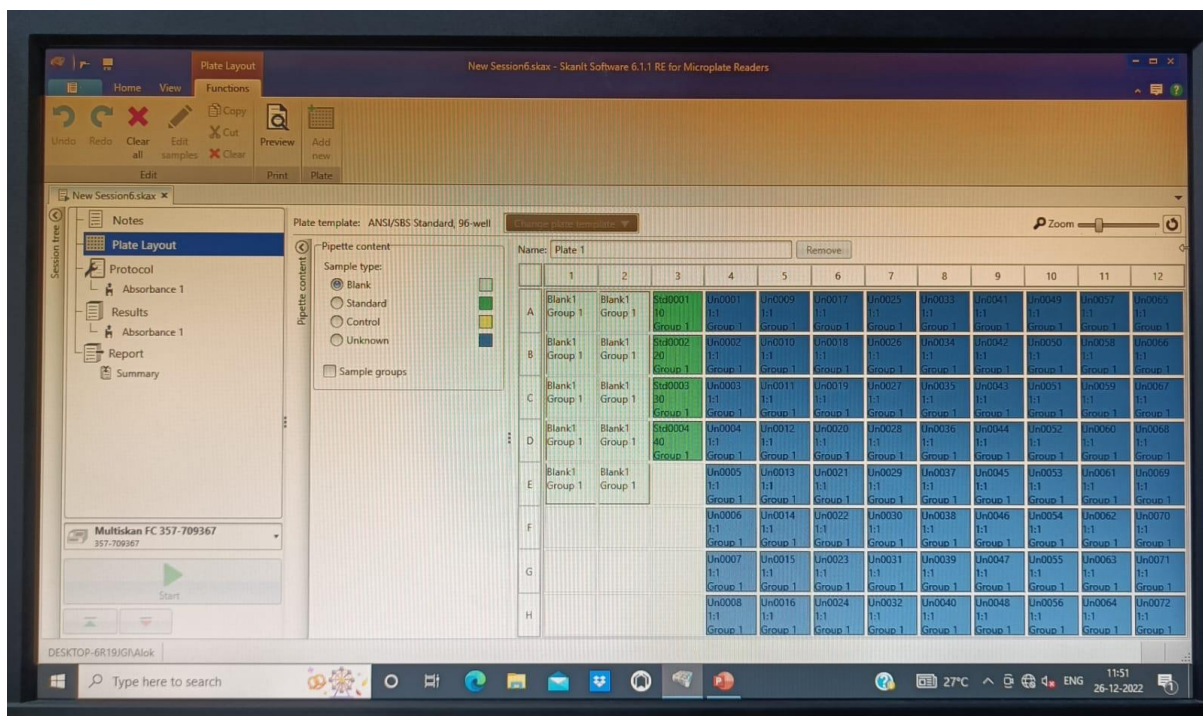 Plate Layout
New Session6.skax - SkanIt Software 6.1.1 RE for Microplate Readers
Home View Functions
Undo
Redo
Clear all
Edit samples
Copy
Cut
Clear
Preview
Add new
Edit
Print
Plate
New Session6.skax
Session tree
Notes
Plate Layout
Protocol
Absorbance 1
Results
Absorbance 1
Report
Summary
Multiskan FC 357-709367
357-709367
Start
Plate template: ANSI/SBS Standard, 96-well
Change plate template
Zoom
Pipette content
Pipette content
Sample type:
Blank
Standard
Control
Unknown
Sample groups
Name: Plate 1
Remove
1 2 3 4 5 6 7 8 9 10 11 12
A
Blank1 Blank1 Std0001 Un0001 Un0009 Un0017 Un0025 Un0033 Un0041 Un0049 Un0057 Un0065
Group 1 Group 1 10 1:1 1:1 1:1 1:1 1:1 1:1 1:1 1:1 1:1
Group 1 Group 1 Group 1 Group 1 Group 1 Group 1 Group 1 Group 1 Group 1 Group 1
B
Blank1 Blank1 Std0002 Un0002 Un0010 Un0018 Un0026 Un0034 Un0042 Un0050 Un0058 Un0066
Group 1 Group 1 20 1:1 1:1 1:1 1:1 1:1 1:1 1:1 1:1 1:1
Group 1 Group 1 Group 1 Group 1 Group 1 Group 1 Group 1 Group 1 Group 1 Group 1
C
Blank1 Blank1 Std0003 Un0003 Un0011 Un0019 Un0027 Un0035 Un0043 Un0051 Un0059 Un0067
Group 1 Group 1 30 1:1 1:1 1:1 1:1 1:1 1:1 1:1 1:1 1:1
Group 1 Group 1 Group 1 Group 1 Group 1 Group 1 Group 1 Group 1 Group 1 Group 1
D
Blank1 Blank1 Std0004 Un0004 Un0012 Un0020 Un0028 Un0036 Un0044 Un0052 Un0060 Un0068
Group 1 Group 1 40 1:1 1:1 1:1 1:1 1:1 1:1 1:1 1:1 1:1
Group 1 Group 1 Group 1 Group 1 Group 1 Group 1 Group 1 Group 1 Group 1 Group 1
E
Blank1 Blank1 Un0005 Un0013 Un0021 Un0029 Un0037 Un0045 Un0053 Un0061 Un0069
Group 1 Group 1 1:1 1:1 1:1 1:1 1:1 1:1 1:1 1:1 1:1
Group 1 Group 1 Group 1 Group 1 Group 1 Group 1 Group 1 Group 1 Group 1
F
Un0006 Un0014 Un0022 Un0030 Un0038 Un0046 Un0054 Un0062 Un0070
1:1 1:1 1:1 1:1 1:1 1:1 1:1 1:1 1:1
Group 1 Group 1 Group 1 Group 1 Group 1 Group 1 Group 1 Group 1 Group 1
G
Un0007 Un0015 Un0023 Un0031 Un0039 Un0047 Un0055 Un0063 Un0071
1:1 1:1 1:1 1:1 1:1 1:1 1:1 1:1 1:1
Group 1 Group 1 Group 1 Group 1 Group 1 Group 1 Group 1 Group 1 Group 1
H
Un0008 Un0016 Un0024 Un0032 Un0040 Un0048 Un0056 Un0064 Un0072
1:1 1:1 1:1 1:1 1:1 1:1 1:1 1:1 1:1
Group 1 Group 1 Group 1 Group 1 Group 1 Group 1 Group 1 Group 1 Group 1
DESKTOP-6R19JGI\Alok
Type here to search
27°C
ENG
11:51
26-12-2022
1